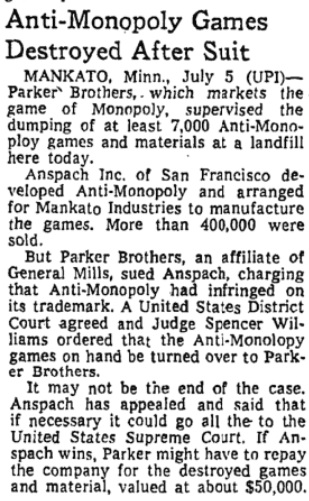 Anti-Monopoly Games
Destroyed After Suit
MANKATO, Minn., July 5 (UPI)—
Parker Brothers, which markets the
game of Monopoly, supervised the
dumping of at least 7,000 Anti-Mono-
ploy games and materials at a landfill
here today.
Anspach Inc. of San Francisco de-
veloped Anti-Monopoly and arranged
for Mankato Industries to manufacture
the games. More than 400,000 were
sold.
But Parker Brothers, an affiliate of
General Mills, sued Anspach, charging
that Anti-Monopoly had infringed on
its trademark. A United States District
Court agreed and Judge Spencer Wil-
liams ordered that the Anti-Monolopy
games on hand be turned over to Park-
er Brothers.
It may not be the end of the case.
Anspach has appealed and said that
if necessary it could go all the to the
United States Supreme Court. If An-
spach wins, Parker might have to repay
the company for the destroyed games
and material, valued at about $50,000.